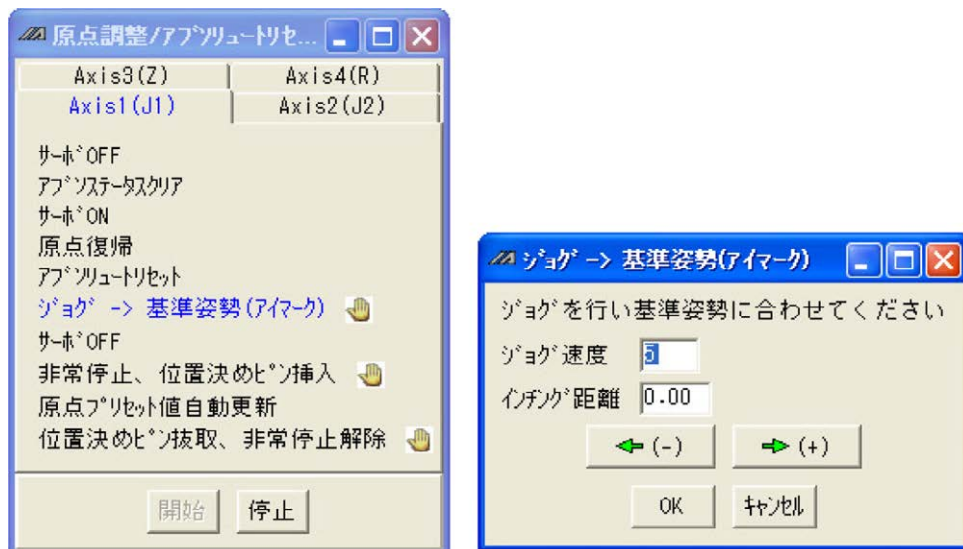 原点調整/ｱﾌﾞｿﾘｭｰﾄﾘｾ...
Axis3(Z) Axis4(R)
Axis1(J1) Axis2(J2)
ｻｰﾎﾞOFF
ｱﾌﾞｿｽﾃｰﾀｽｸﾘｱ
ｻｰﾎﾞON
原点復帰
ｱﾌﾞｿﾘｭｰﾄﾘｾｯﾄ
ｼﾞｮｸﾞ -> 基準姿勢(ｱｲﾏｰｸ)
ｻｰﾎﾞOFF
非常停止、位置決めﾋﾟﾝ挿入
原点ﾌﾟﾘｾｯﾄ値自動更新
位置決めﾋﾟﾝ抜取、非常停止解除
開始 停止
ｼﾞｮｸﾞ -> 基準姿勢(ｱｲﾏｰｸ)
ｼﾞｮｸﾞを行い基準姿勢に合わせてください
ｼﾞｮｸﾞ速度 5
ｲﾝﾁﾝｸﾞ距離 0.00
(-) (+)
OK ｷｬﾝｾﾙ